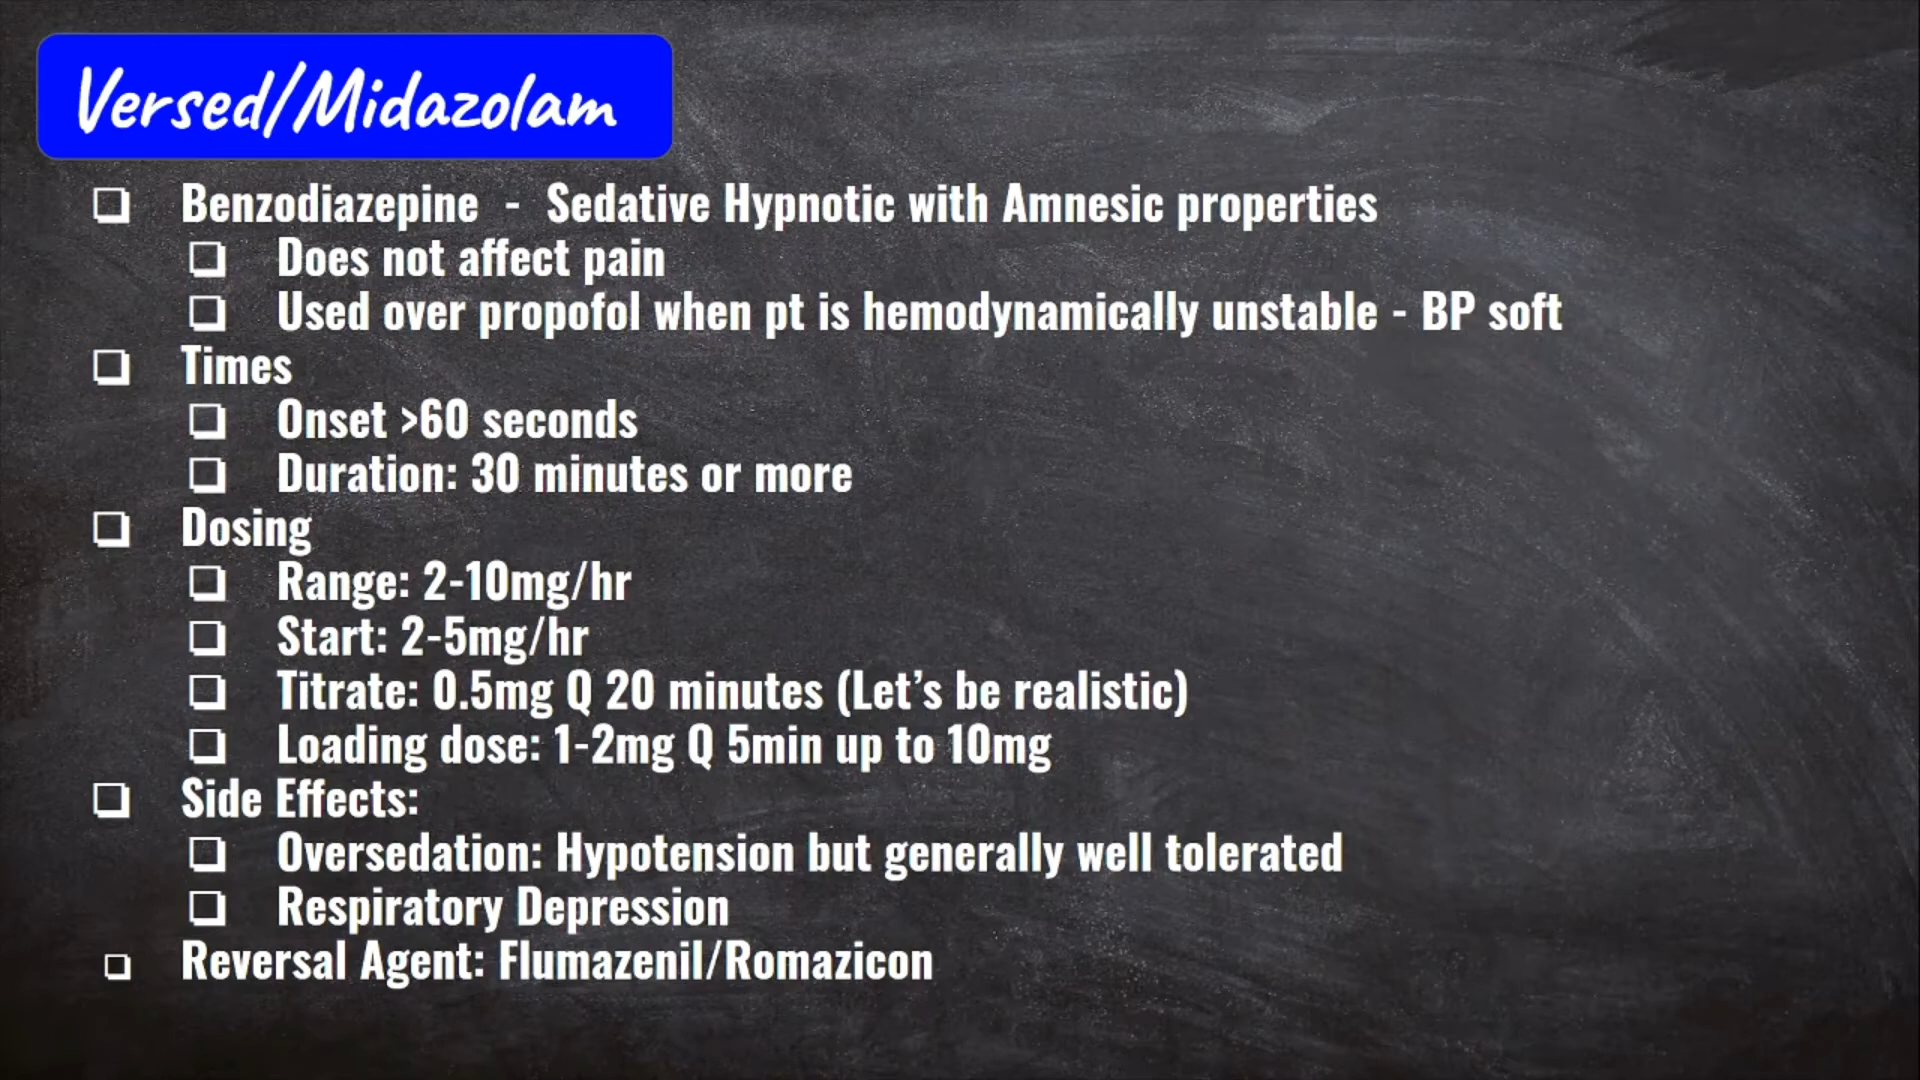 Versed/Midazolam
Benzodiazepine - Sedative Hypnotic with Amnesic properties
Does not affect pain
Used over propofol when pt is hemodynamically unstable - BP soft
Times
Onset >60 seconds
Duration: 30 minutes or more
Dosing
Range: 2-10mg/hr
Start: 2-5mg/hr
Titrate: 0.5mg Q 20 minutes (Let’s be realistic)
Loading dose: 1-2mg Q 5min up to 10mg
Side Effects:
Oversedation: Hypotension but generally well tolerated
Respiratory Depression
Reversal Agent: Flumazenil/Romazicon